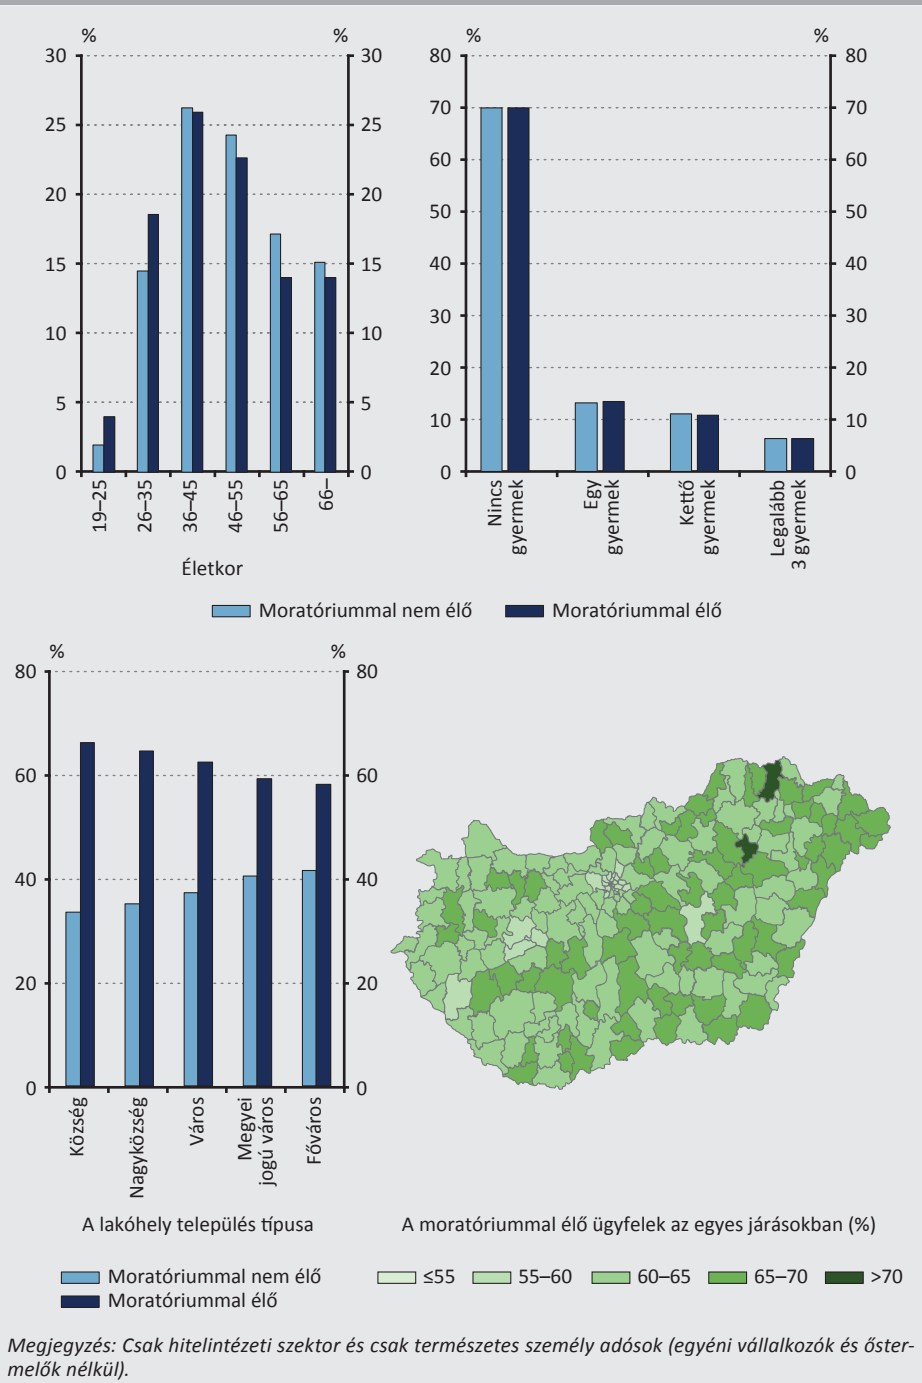 % %
30 30
25 25
20 20
15 15
10 10
5 5
0 0
19–25
26–35
36–45
46–55
56–65
66–
Életkor
% %
80 80
70 70
60 60
50 50
40 40
30 30
20 20
10 10
0 0
Nincs
gyermek
Egy
gyermek
Kettő
gyermek
Legalább
3 gyermek
Moratóriummal nem élő Moratóriummal élő
% %
80 80
60 60
40 40
20 20
0 0
Község
Nagyközség
Város
Megyei
jogú város
Főváros
A lakóhely település típusa
Moratóriummal nem élő
Moratóriummal élő
A moratóriummal élő ügyfelek az egyes járásokban (%)
≤55 55–60 60–65 65–70 >70
Megjegyzés: Csak hitelintézeti szektor és csak természetes személy adósok (egyéni vállalkozók és őster-
melők nélkül).